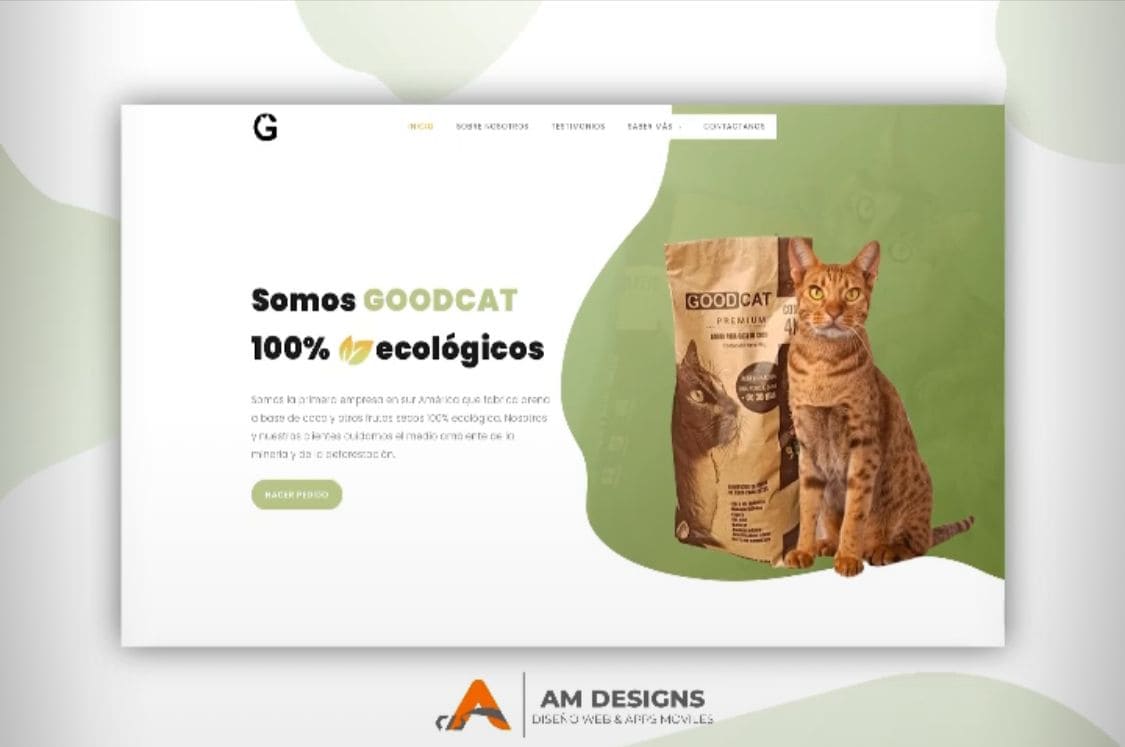 G
INICIO SOBRE NOSOTROS TESTIMONIOS SABER MÁS CONTACTANOS
Somos GOODCAT
100% ecológicos
Somos la primera empresa en sur América que fabrica arena
a base de coco y otros frutos secos 100% ecológica. Nosotros
y nuestros clientes cuidamos el medio ambiente de la
minería y de la deforestación.
HACER PEDIDO
GOODCAT
PREMIUM
AM DESIGNS
DISEÑO WEB & APPS MÓVILES